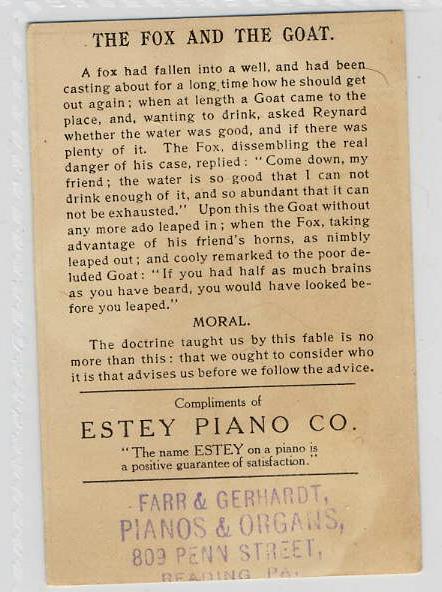 THE FOX AND THE GOAT.
A fox had fallen into a well, and had been
casting about for a long time how he should get
out again; when at length a Goat came to the
place, and, wanting to drink, asked Reynard
whether the water was good, and if there was
plenty of it. The Fox, dissembling the real
danger of his case, replied: "Come down, my
friend; the water is so good that I can not
drink enough of it, and so abundant that it can
not be exhausted." Upon this the Goat without
any more ado leaped in; when the Fox, taking
advantage of his friend's horns, as nimbly
leaped out; and cooly remarked to the poor de-
luded Goat: "If you had half as much brains
as you have beard, you would have looked be-
fore you leaped."
MORAL.
The doctrine taught us by this fable is no
more than this: that we ought to consider who
it is that advises us before we follow the advice.
Compliments of
ESTEY PIANO CO.
"The name ESTEY on a piano is
a positive guarantee of satisfaction."
FARR & GERHARDT,
PIANOS & ORGANS,
809 PENN STREET,
READING PA.